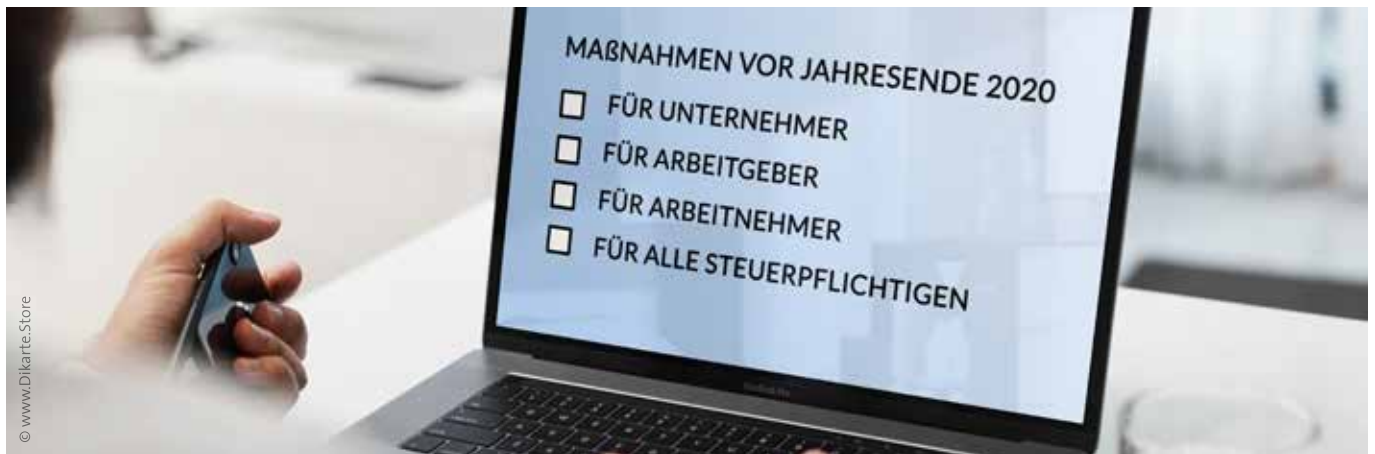 MAßNAHMEN VOR JAHRESENDE 2020
FÜR UNTERNEHMER
FÜR ARBEITGEBER
FÜR ARBEITNEHMER
FÜR ALLE STEUERPFLICHTIGEN
© www.Dikarte.Store